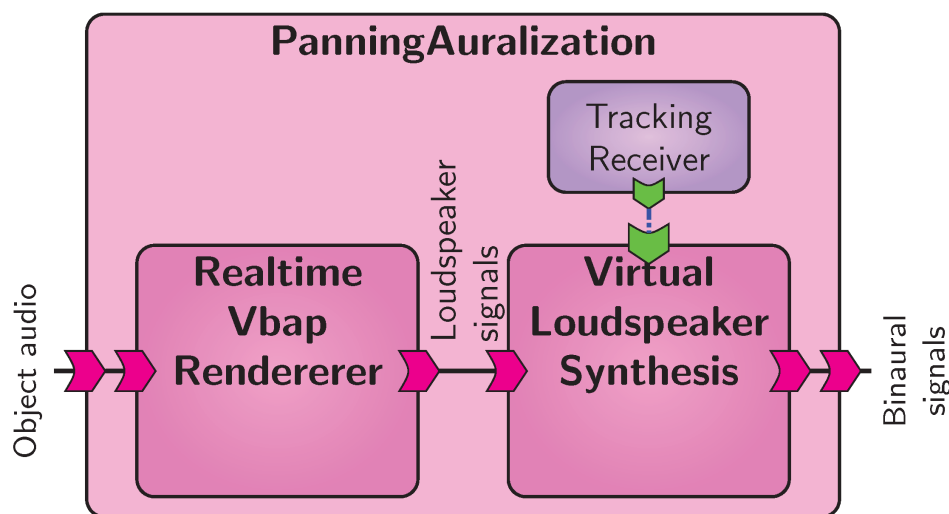 PanningAuralization
Tracking
Receiver
Loudspeaker
signals
Realtime
Vbap
Rendererer
Virtual
Loudspeaker
Synthesis
Object audio
Binaural
signals